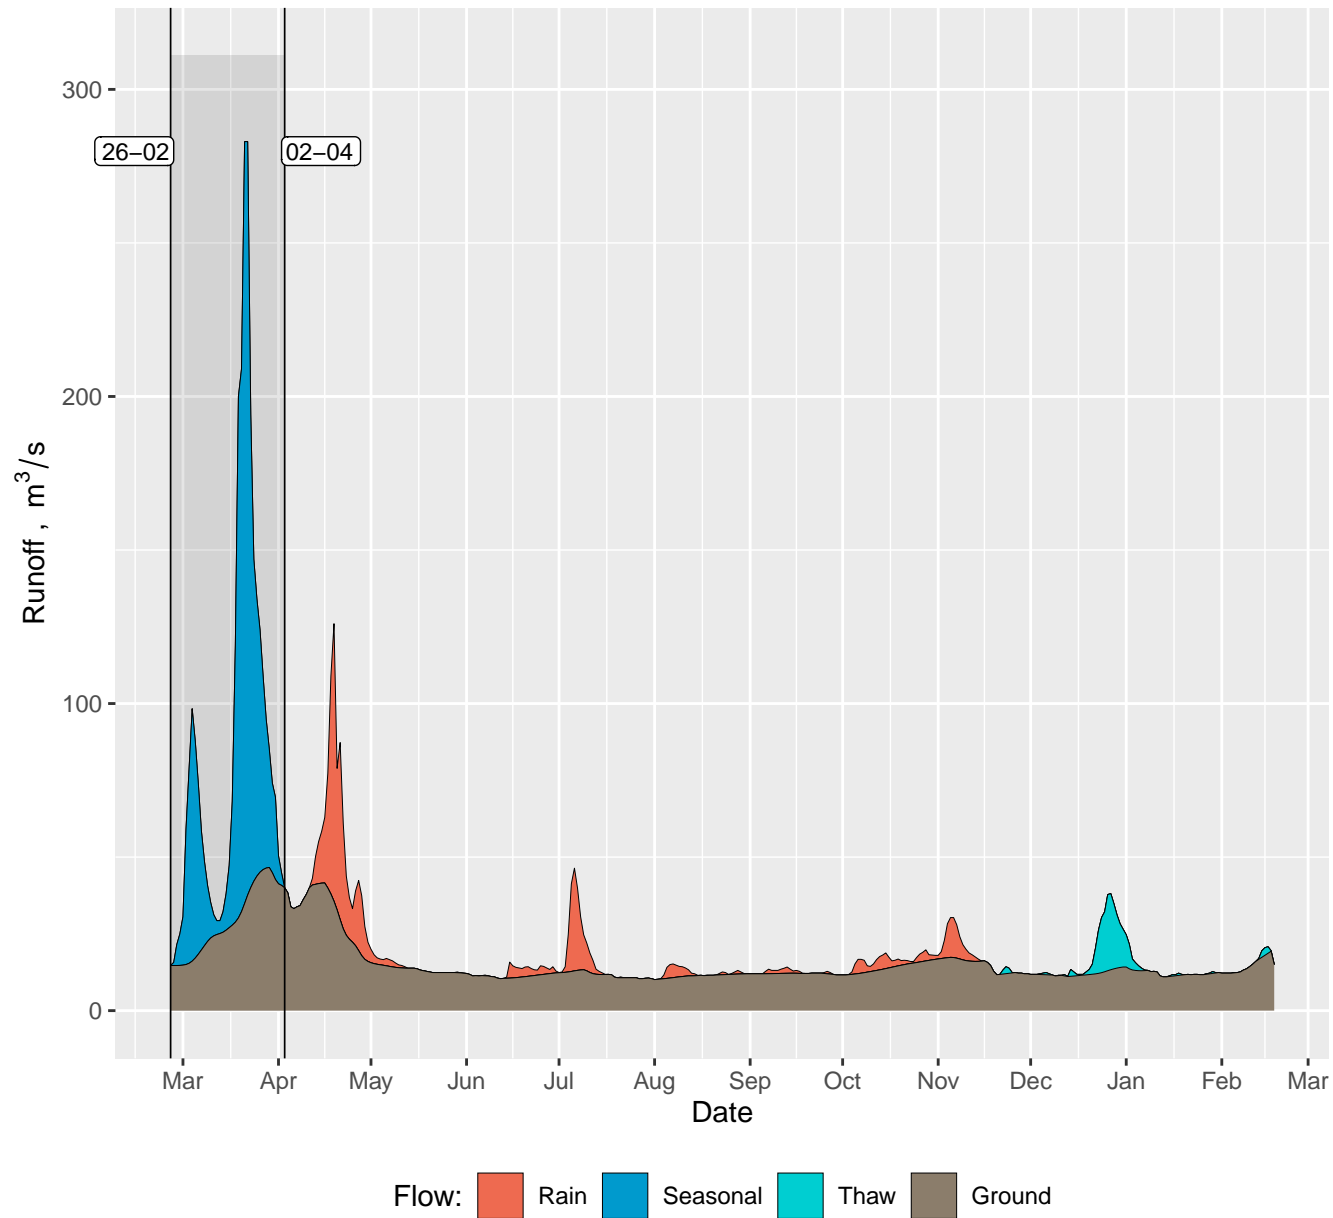 300
200
100
0
26−02
02−04
Runoff , m³/s
Mar Apr May Jun Jul Aug Sep Oct Nov Dec Jan Feb Mar
Date
Flow: Rain Seasonal Thaw Ground